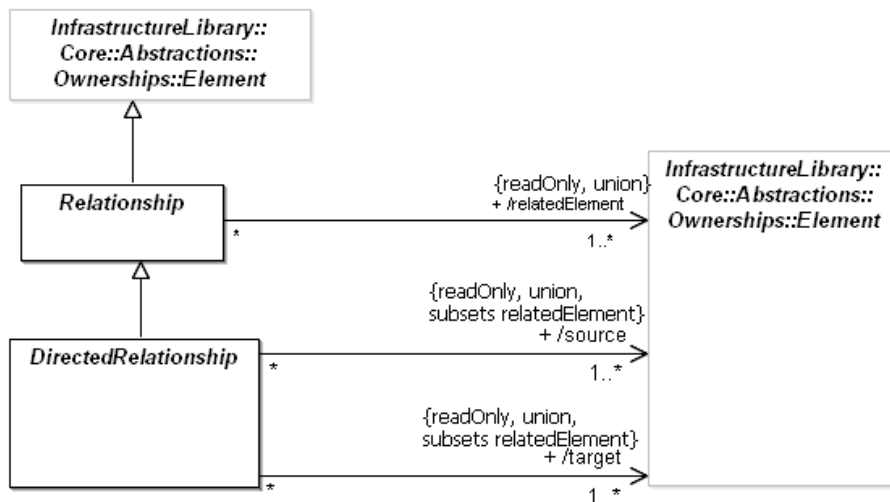 InfrastructureLibrary::
Core::Abstractions::
Ownerships::Element
Relationship
{readOnly, union}
+ /relatedElement
*
1..*
InfrastructureLibrary::
Core::Abstractions::
Ownerships::Element
DirectedRelationship
{readOnly, union,
subsets relatedElement}
+ /source
*
1..*
{readOnly, union,
subsets relatedElement}
+ /target
*
1..*